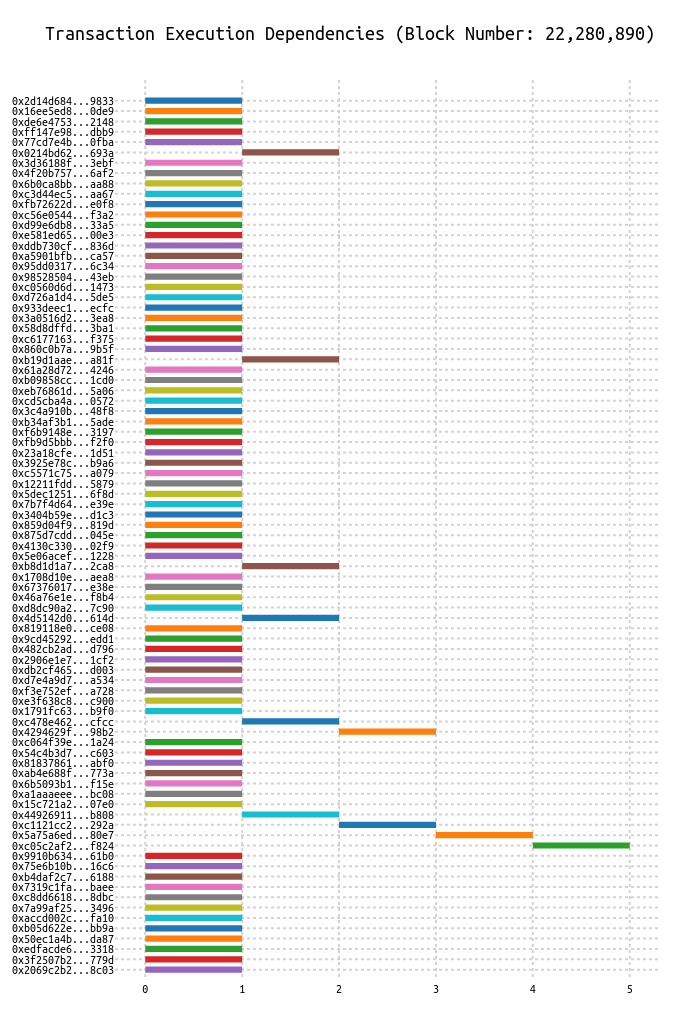 Transaction Execution Dependencies (Block Number: 22,280,890)
0x2d14d684...9833
0x16ee5ed8...0de9
0xde6e4753...2148
0xff147e98...dbb9
0x77cd7e4b...0fba
0x0214bd62...693a
0x3d36188f...3ebf
0x4f20b757...6af2
0x6b0ca8bb...aa88
0xc3d44ec5...aa67
0xfb72622d...e0f8
0xc56e0544...f3a2
0xd99e6db8...33a5
0xe581ed65...00e3
0xddb730cf...836d
0xa5901bfb...ca57
0x95dd0317...6c34
0x98528504...43eb
0xc0560d6d...1473
0xd726a1d4...5de5
0x933deec1...ecfc
0x3a0516d2...3ea8
0x58d8dffd...3ba1
0xc6177163...f375
0x860c0b7a...9b5f
0xb19d1aae...a81f
0x61a28d72...4246
0xb09858cc...1cd0
0xeb76861d...5a06
0xcd5cba4a...0572
0x3c4a910b...48f8
0xb34af3b1...5ade
0xf6b9148e...3197
0xfb9d5bbb...f2f0
0x23a18cfe...1d51
0x3925e78c...b9a6
0xc5571c75...a079
0x12211fdd...5879
0x5dec1251...6f8d
0x7b7f4d64...e39e
0x3404b59e...d1c3
0x859d04f9...819d
0x875d7cdd...045e
0x4130c330...02f9
0x5e06acef...1228
0xb8d1d1a7...2ca8
0x1708d10e...aea8
0x67376017...e38e
0x46a76e1e...f8b4
0xd8dc90a2...7c90
0x4d5142d0...614d
0x819118e0...ce08
0x9cd45292...edd1
0x482cb2ad...d796
0x2906e1e7...1cf2
0xdb2cf465...d003
0xd7e4a9d7...a534
0xf3e752ef...a728
0xe3f638c8...c900
0x1791fc63...b9f0
0xc478e462...cfcc
0x4294629f...98b2
0xc064f39e...1a24
0x54c4b3d7...c603
0x81837861...abf0
0xab4e688f...773a
0x6b5093b1...f15e
0xa1aaaeee...bc08
0x15c721a2...07e0
0x44926911...b808
0xc1121cc2...292a
0x5a75a6ed...80e7
0xc05c2af2...f824
0x9910b634...61b0
0x75e6b10b...16c6
0xb4daf2c7...6188
0x7319c1fa...baee
0xc8dd6618...8dbc
0x7a99af25...3496
0xaccd002c...fa10
0xb05d622e...bb9a
0x50ec1a4b...da87
0xedfacde6...3318
0x3f2507b2...779d
0x2069c2b2...8c03
0 1 2 3 4 5